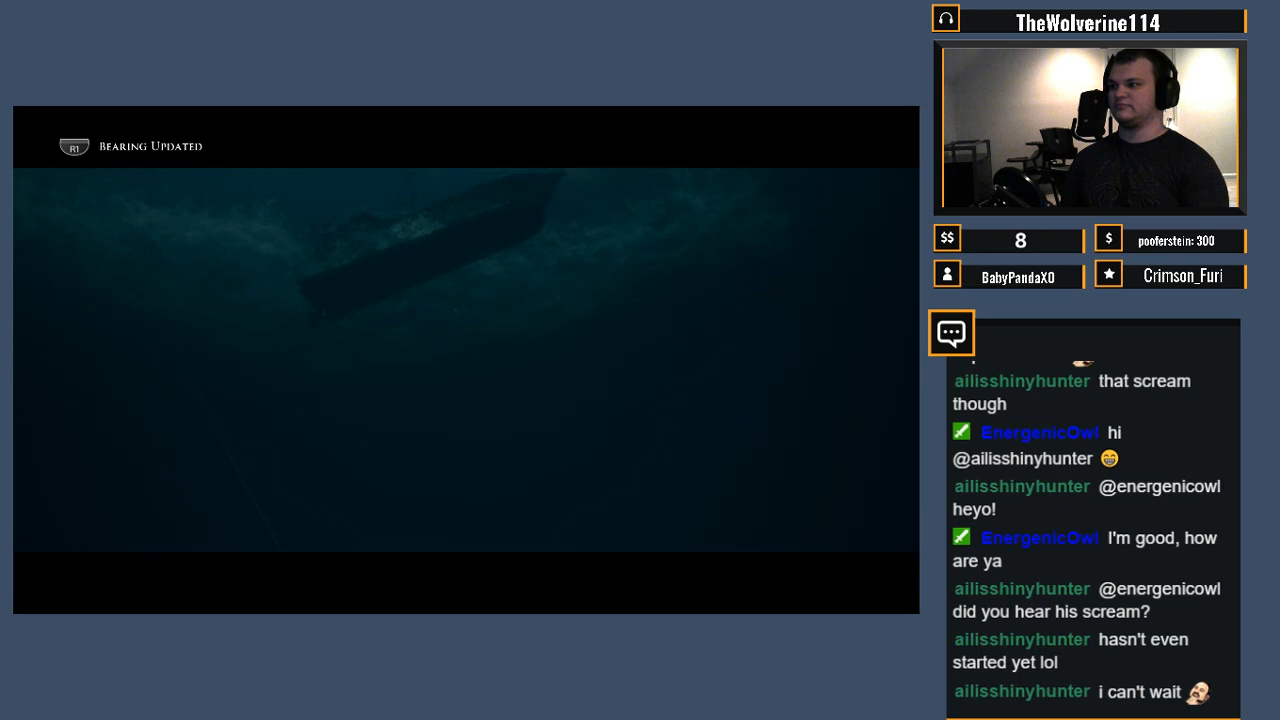 TheWolverine114
R1 Bearing Updated
$$ 8
$ pooferstein: 300
BabyPandaXO
Crimson_Furi
ailisshinyhunter that scream
though
EnergenicOwl hi
@ailisshinyhunter 😁
ailisshinyhunter @energenicowl
heyo!
EnergenicOwl I'm good, how
are ya
ailisshinyhunter @energenicowl
did you hear his scream?
ailisshinyhunter hasn't even
started yet lol
ailisshinyhunter i can't wait